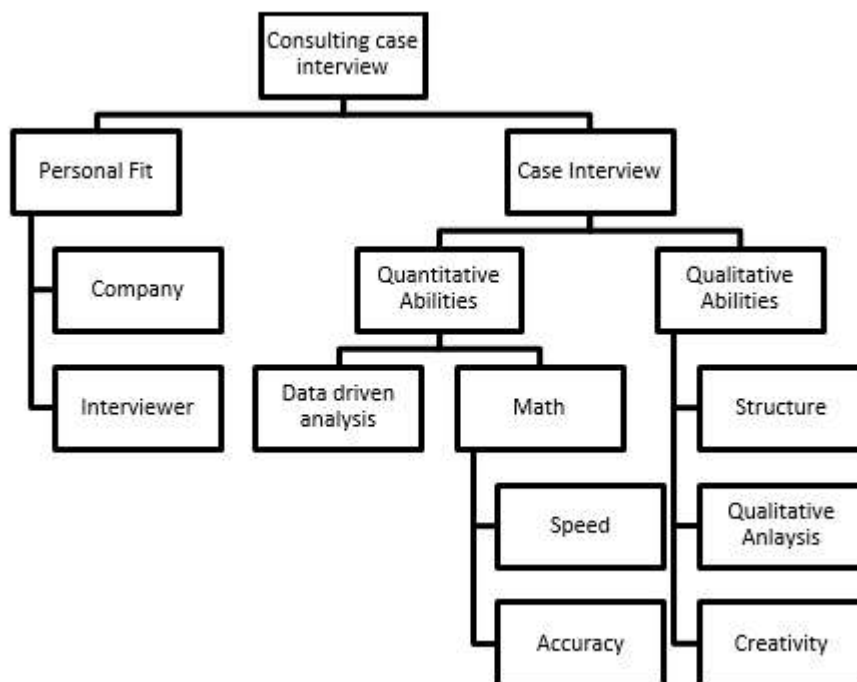 Consulting case
interview
Personal Fit
Case Interview
Company
Quantitative
Abilities
Qualitative
Abilities
Interviewer
Data driven
analysis
Math
Structure
Speed
Qualitative
Anlaysis
Accuracy
Creativity